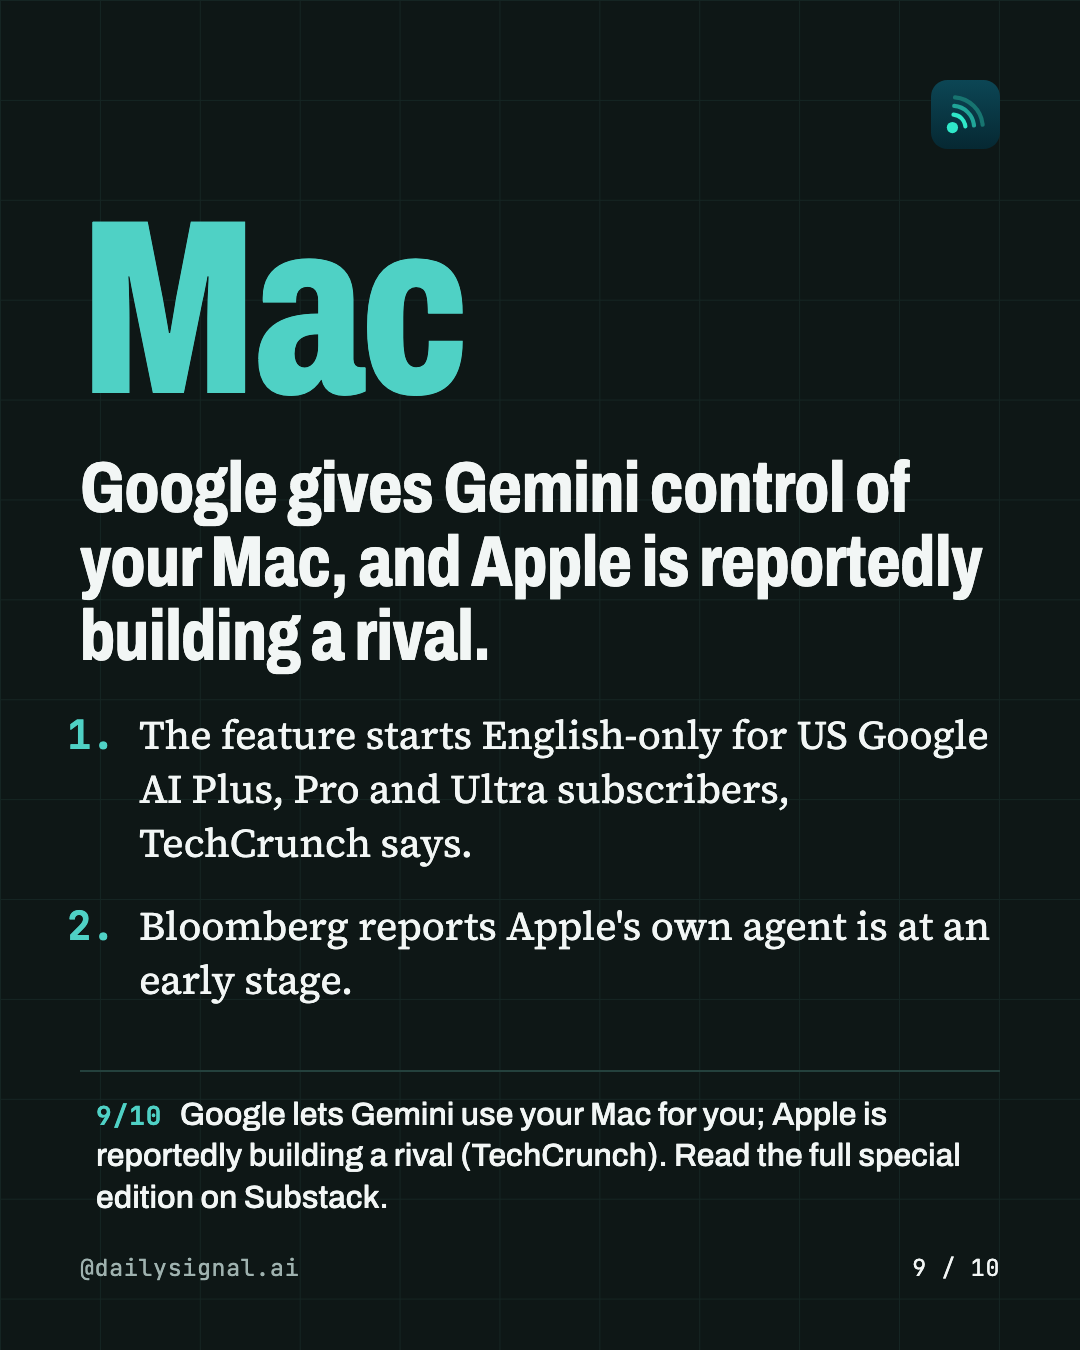 Mac
Google gives Gemini control of
your Mac, and Apple is reportedly
building a rival.
1. The feature starts English-only for US Google
AI Plus, Pro and Ultra subscribers,
TechCrunch says.
2. Bloomberg reports Apple's own agent is at an
early stage.
9/10 Google lets Gemini use your Mac for you; Apple is
reportedly building a rival (TechCrunch). Read the full special
edition on Substack.
@dailysignal.ai 9 / 10